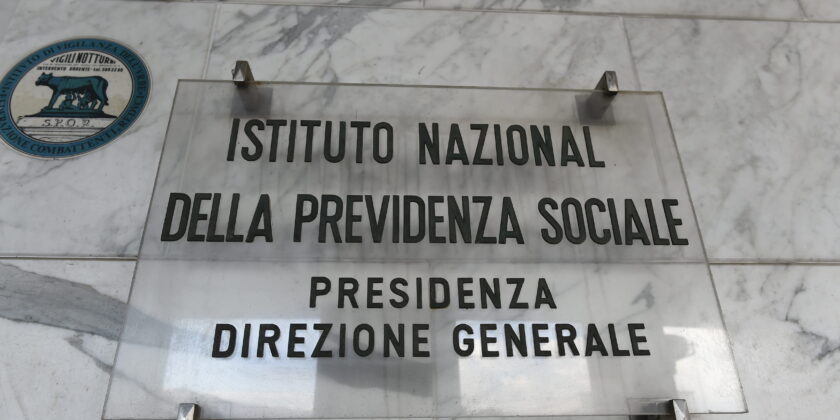 VIGILI NOTTURNI
S.P.Q.R.
ISTITUTO NAZIONAL
DELLA PREVIDENZA SOCIALE
PRESIDENZA
DIREZIONE GENERALE